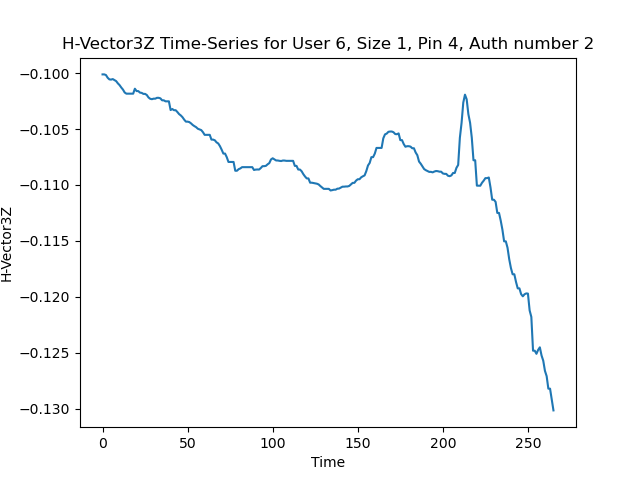 H-Vector3Z Time-Series for User 6, Size 1, Pin 4, Auth number 2
−0.100
−0.105
−0.110
−0.115
−0.120
−0.125
−0.130
H-Vector3Z
0 50 100 150 200 250
Time